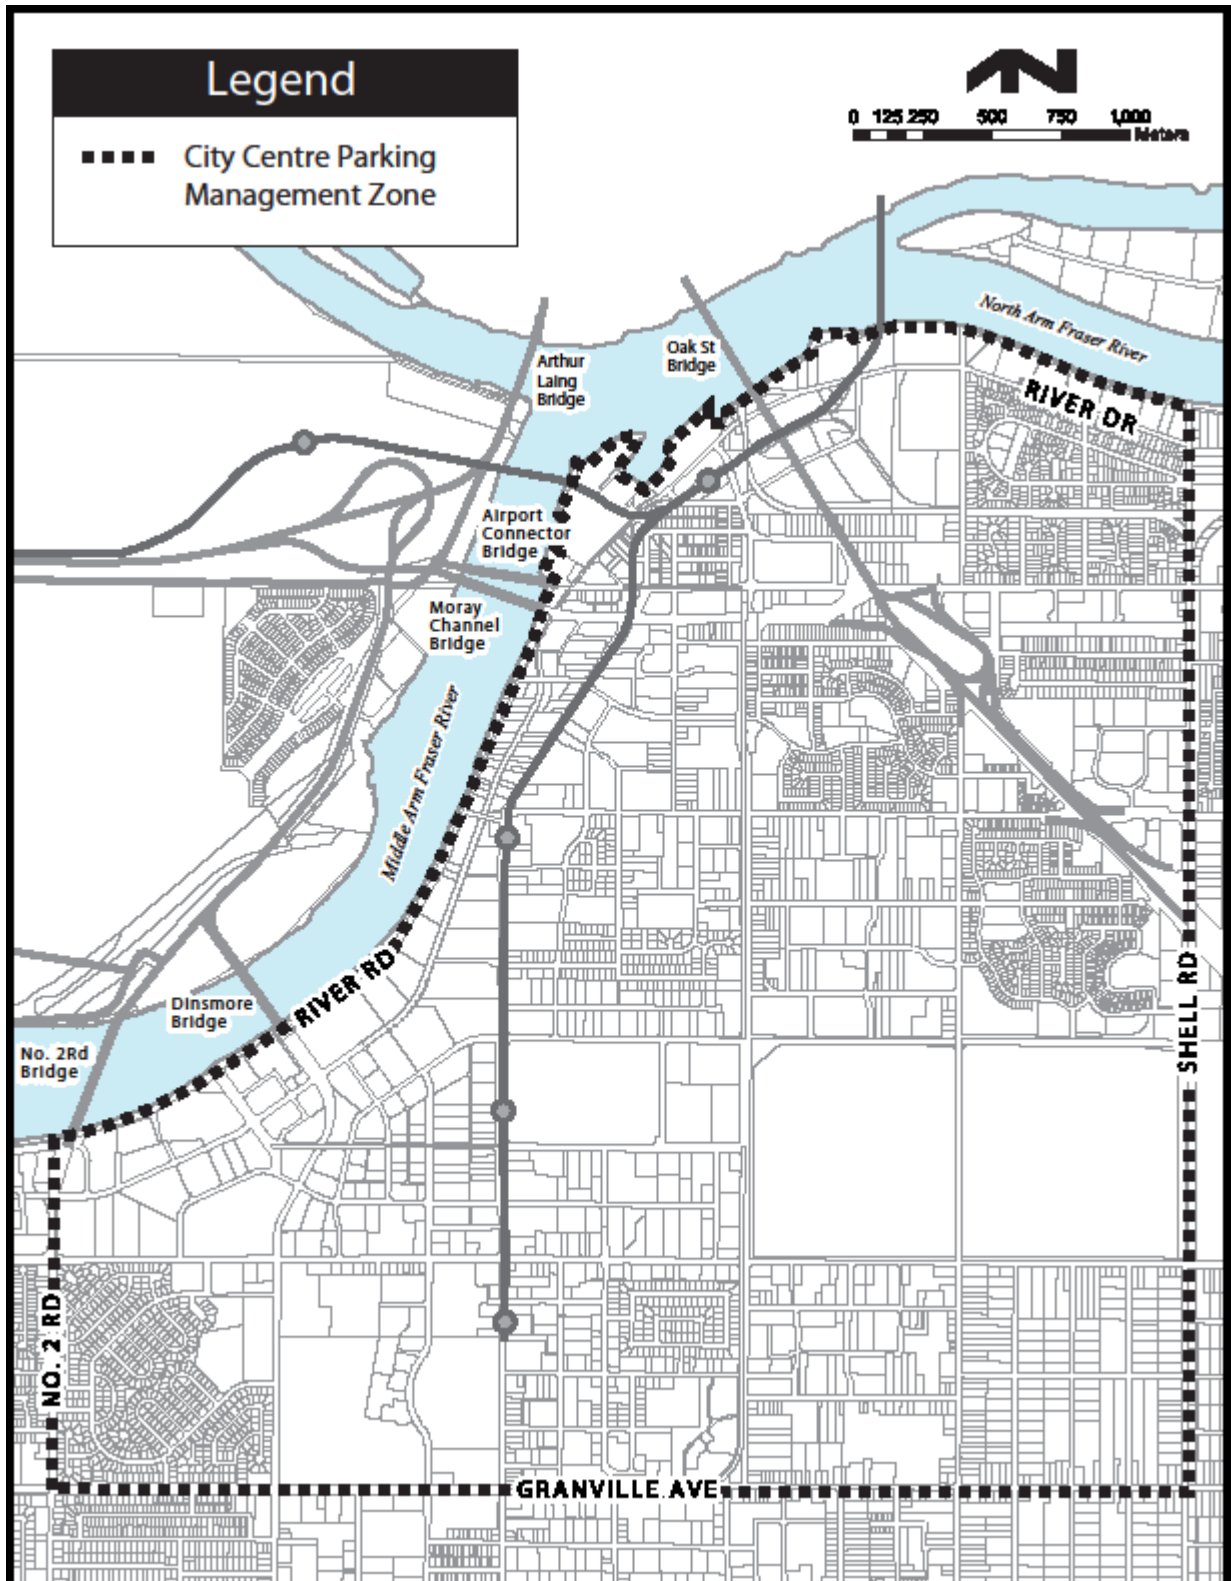 Legend
City Centre Parking
Management Zone
N
0 125 250 500 750 1,000
Meters
North Arm Fraser River
Arthur
Laing
Bridge
Oak St
Bridge
RIVER DR
Airport
Connector
Bridge
Moray
Channel
Bridge
Middle Arm Fraser River
RIVER RD
Dinsmore
Bridge
No. 2Rd
Bridge
SHELL RD
NO. 2 RD
GRANVILLE AVE